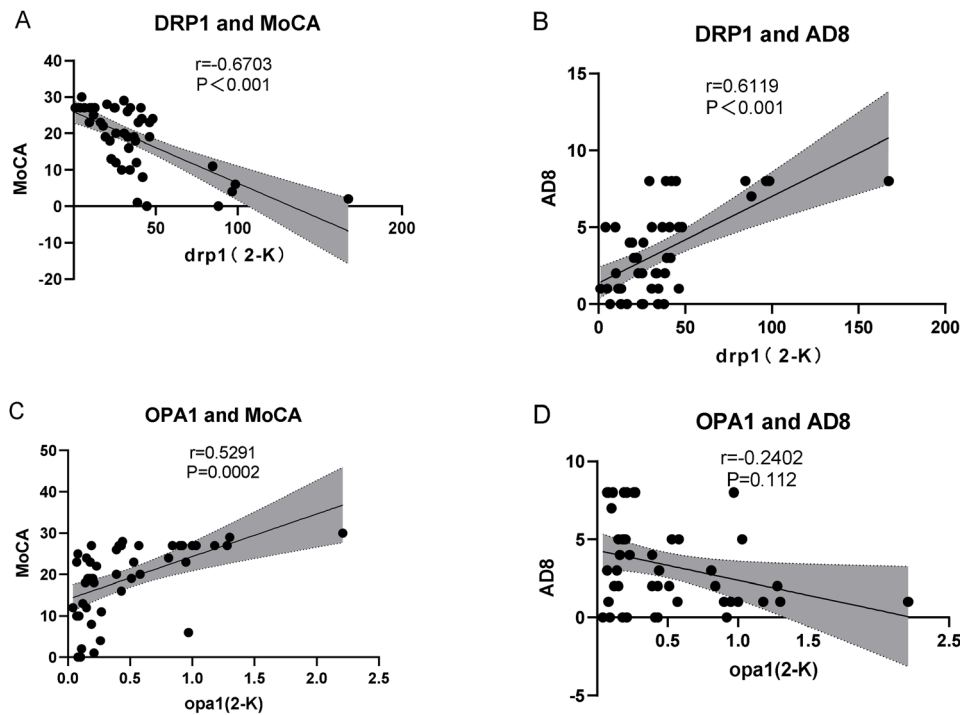 A
DRP1 and MoCA
r=-0.6703
P＜0.001
40
30
20
10
0
-10
-20
50
100
200
MoCA
drp1（2-K）
B
DRP1 and AD8
r=0.6119
P＜0.001
15
10
5
0
0
50
100
150
200
AD8
drp1（2-K）
C
OPA1 and MoCA
r=0.5291
P=0.0002
50
40
30
20
10
0
0.0
0.5
1.0
1.5
2.0
2.5
MoCA
opa1(2-K)
D
OPA1 and AD8
r=-0.2402
P=0.112
10
5
0
-5
0.5
1.0
1.5
2.5
AD8
opa1(2-K)